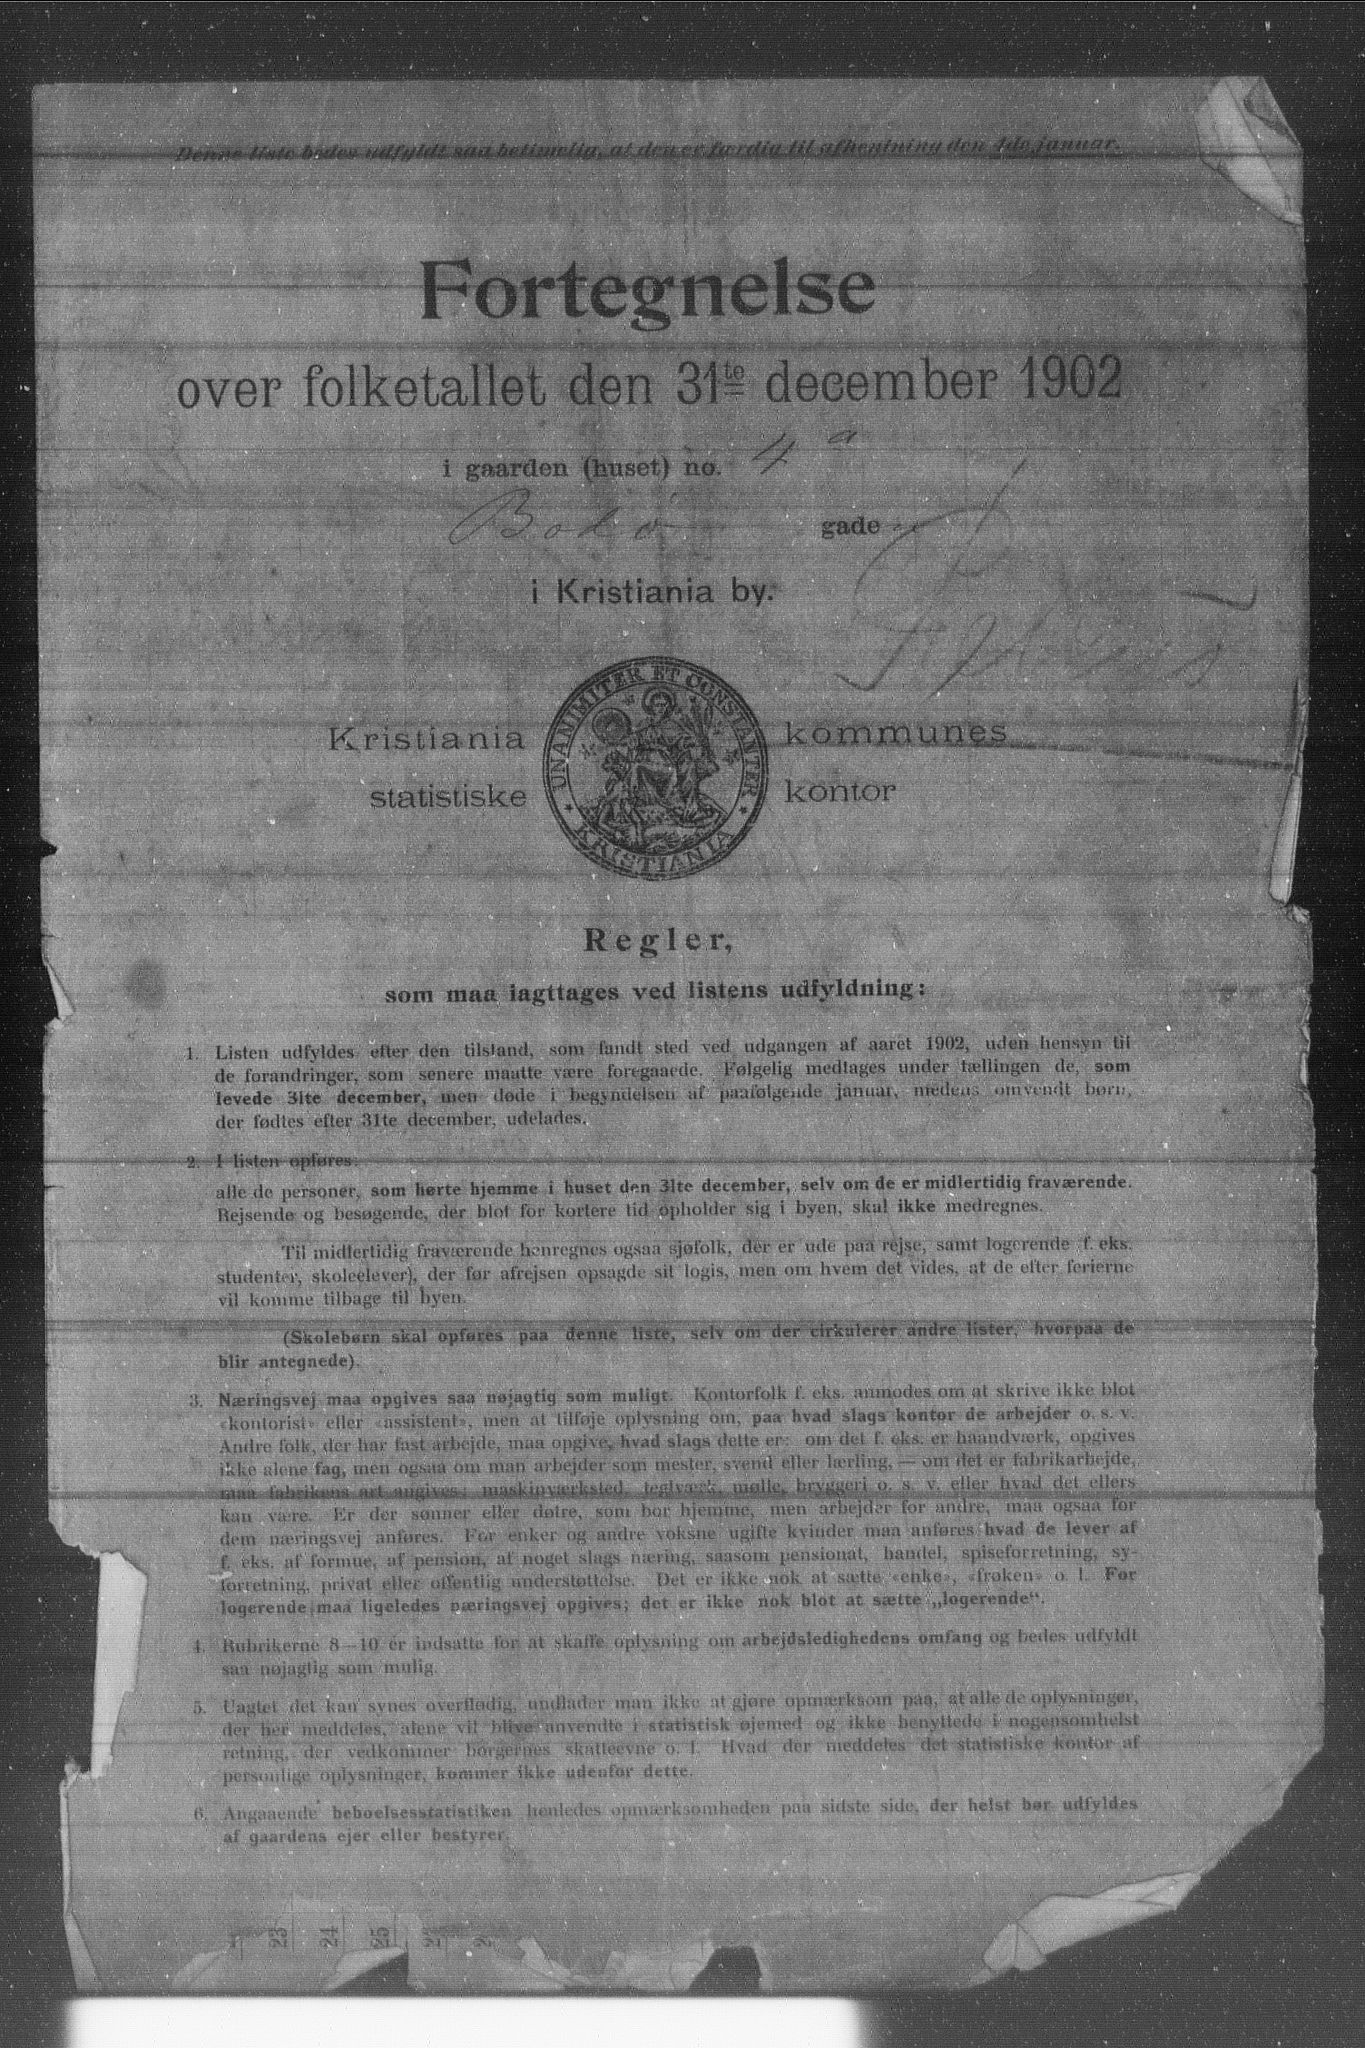 Denne liste bedes udfyldt saa betimelig, at den er færdig til afhentning den 4de januar.
Fortegnelse
over folketallet den 31te december 1902
i gaarden (huset) no. 4a
Bodø gade
i Kristiania by.
Kristiania kommunes
statistiske kontor
UNANIMITER ET CONSTANTER
KRISTIANIA
Regler,
som maa iagttages ved listens udfyldning:
1. Listen udfyldes efter den tilstand, som fandt sted ved udgangen af aaret 1902, uden hensyn til
de forandringer, som senere maatte være foregaaede. Følgelig medtages under tællingen de, som
levede 31te december, men døde i begyndelsen af paafølgende januar, medens omvendt børn,
der fødtes efter 31te december, udelades.
2. I listen opføres:
alle de personer, som hørte hjemme i huset den 31te december, selv om de er midlertidig fraværende.
Rejsende og besøgende, der blot for kortere tid opholder sig i byen, skal ikke medregnes.
Til midlertidig fraværende henregnes ogsaa sjøfolk, der er ude paa rejse, samt logerende (f. eks.
studenter, skoleelever), der før afrejsen opsagde sit logis, men om hvem det vides, at de efter ferierne
vil komme tilbage til byen.
(Skolebørn skal opføres paa denne liste, selv om der cirkulerer andre lister, hvorpaa de
blir antegnede).
3. Næringsvej maa opgives saa nøjagtig som muligt. Kontorfolk f. eks. anmodes om at skrive ikke blot
«kontorist» eller «assistent», men at tilføje oplysning om, paa hvad slags kontor de arbejder o. s. v.
Andre folk, der har fast arbejde, maa opgive, hvad slags dette er: om det f. eks. er haandværk, opgives
ikke alene fag, men ogsaa om man arbejder som mester, svend eller lærling, — om det er fabrikarbejde,
maa fabrikens art angives: maskinværksted, teglværk, mølle, bryggeri o. s. v. eller hvad det ellers
kan være. Er der sønner eller døtre, som bor hjemme, men arbejder for andre, maa ogsaa for
dem næringsvej anføres. For enker og andre voksne ugifte kvinder maa anføres hvad de lever af
f. eks. af formue, af pension, af noget slags næring, saasom pensionat, handel, spiseforretning, sy-
forretning, privat eller offentlig understøttelse. Det er ikke nok at sætte «enke», «frøken» o. l. For
logerende maa ligeledes næringsvej opgives; det er ikke nok blot at sætte „logerende“.
4. Rubrikerne 8—10 er indsatte for at skaffe oplysning om arbejdsledighedens omfang og bedes udfyldt
saa nøjagtig som mulig.
5. Uagtet det kan synes overflødig, undlader man ikke at gjøre opmærksom paa, at alle de oplysninger,
der her meddeles, alene vil blive anvendte i statistisk øjemed og ikke benyttede i nogensomhelst
retning, der vedkommer borgernes skatteevne o. l. Hvad der meddeles det statistiske kontor af
personlige oplysninger, kommer ikke udenfor dette.
6. Angaaende beboelsesstatistiken henledes opmærksomheden paa sidste side, der helst bør udfyldes
af gaardens ejer eller bestyrer.
23 24 25